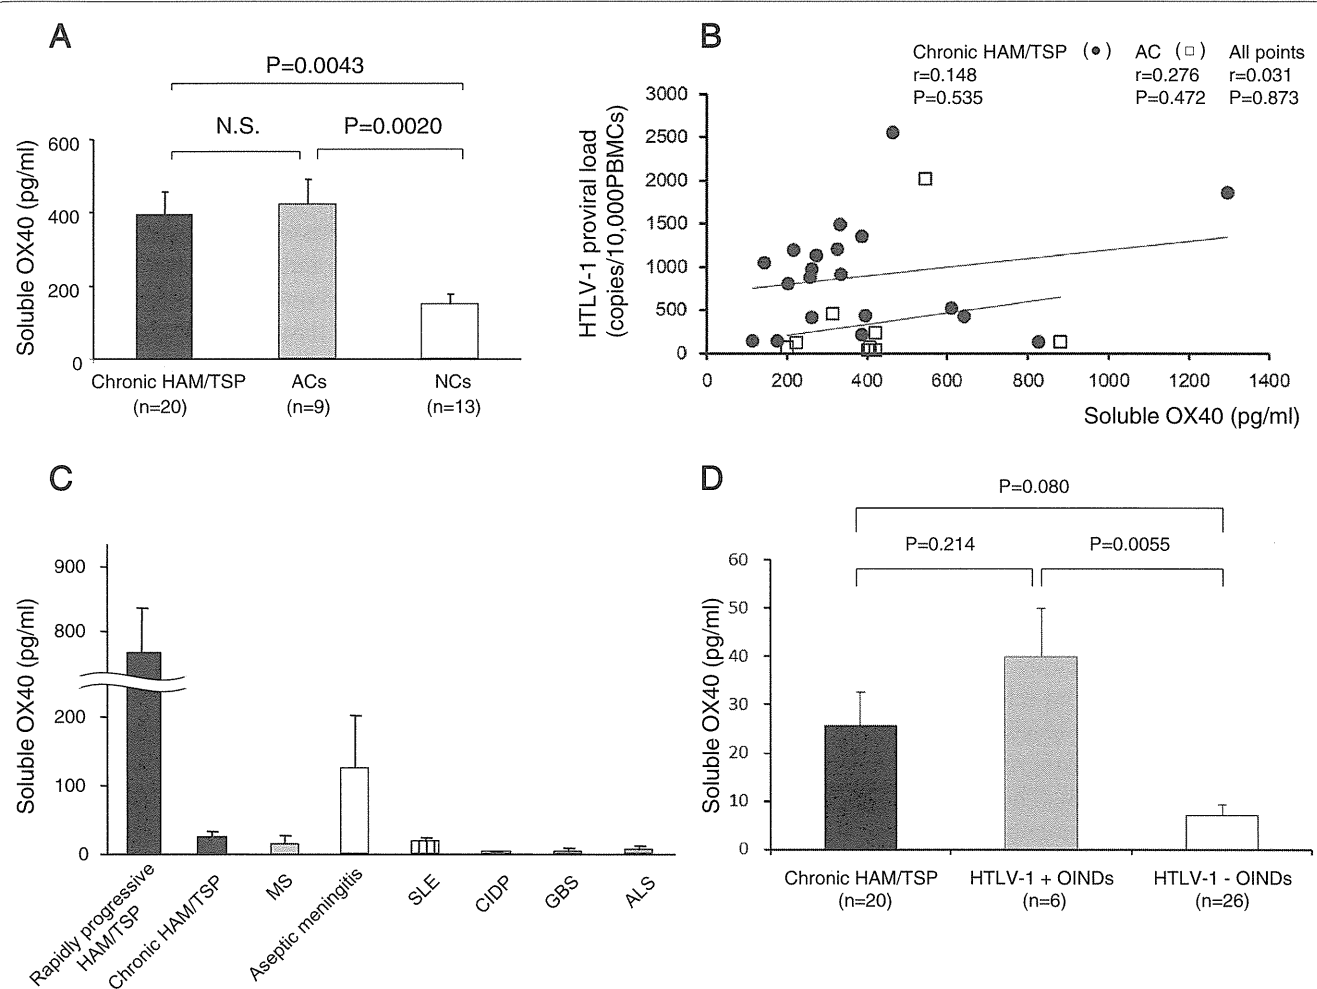 A
P=0.0043
N.S.
P=0.0020
Soluble OX40 (pg/ml)
600
400
200
0
Chronic HAM/TSP
(n=20)
ACs
(n=9)
NCs
(n=13)
B
Chronic HAM/TSP (●) AC (□) All points
r=0.148 r=0.276 r=0.031
P=0.535 P=0.472 P=0.873
HTLV-1 proviral load
(copies/10,000PBMCs)
3000
2500
2000
1500
1000
500
0
0 200 400 600 800 1000 1200 1400
Soluble OX40 (pg/ml)
C
Soluble OX40 (pg/ml)
900
800
200
100
0
Rapidly progressive
HAM/TSP
Chronic HAM/TSP
MS
Aseptic meningitis
SLE
CIDP
GBS
ALS
D
P=0.080
P=0.214
P=0.0055
Soluble OX40 (pg/ml)
60
50
40
30
20
10
0
Chronic HAM/TSP
(n=20)
HTLV-1 + OINDs
(n=6)
HTLV-1 - OINDs
(n=26)